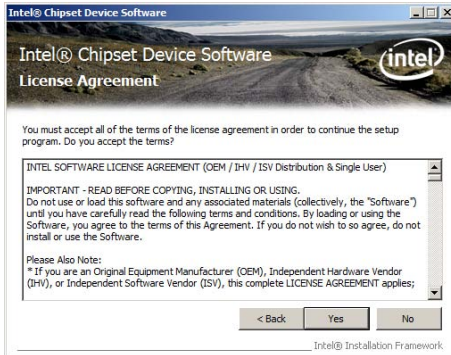 Intel® Chipset Device Software
Intel® Chipset Device Software
intel
License Agreement
You must accept all of the terms of the license agreement in order to continue the setup
program. Do you accept the terms?
INTEL SOFTWARE LICENSE AGREEMENT (OEM / IHV / ISV Distribution & Single User)
IMPORTANT - READ BEFORE COPYING, INSTALLING OR USING.
Do not use or load this software and any associated materials (collectively, the "Software")
until you have carefully read the following terms and conditions. By loading or using the
Software, you agree to the terms of this Agreement. If you do not wish to so agree, do not
install or use the Software.
Please Also Note:
* If you are an Original Equipment Manufacturer (OEM), Independent Hardware Vendor
(IHV), or Independent Software Vendor (ISV), this complete LICENSE AGREEMENT applies;
< Back Yes No
Intel® Installation Framework